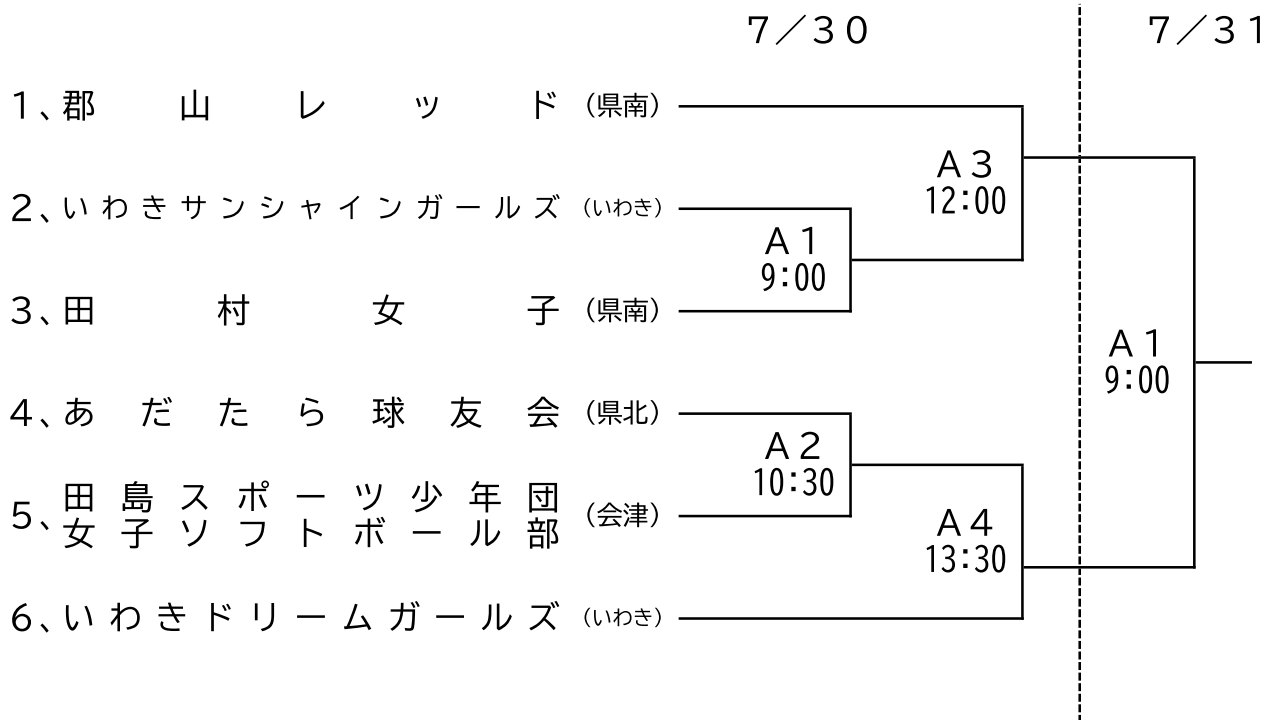 ７／３０
７／３１
１、郡山レッド（県南）
Ａ３
12:00
２、いわきサンシャインガールズ（いわき）
Ａ１
9:00
３、田村女子（県南）
Ａ１
9:00
４、あだたら球友会（県北）
Ａ２
10:30
５、田島スポーツ少年団
女子ソフトボール部（会津）
Ａ４
13:30
６、いわきドリームガールズ（いわき）